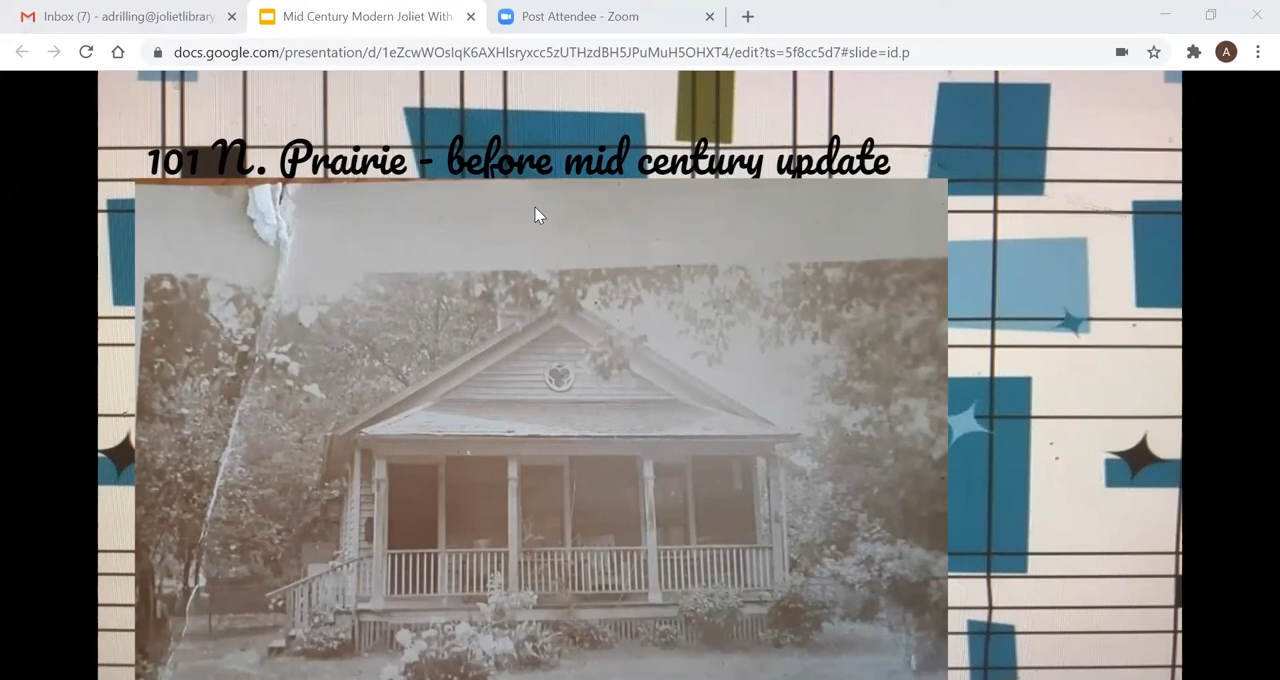 Inbox (7) - adrilling@jolietlibrary
Mid Century Modern Joliet With
Post Attendee - Zoom
docs.google.com/presentation/d/1eZcwWOsIqK6AXHIsryxcc5zUTHzdBH5JPuMuH5OHXT4/edit?ts=5f8cc5d7#slide=id.p
A
101 N. Prairie - before mid century update